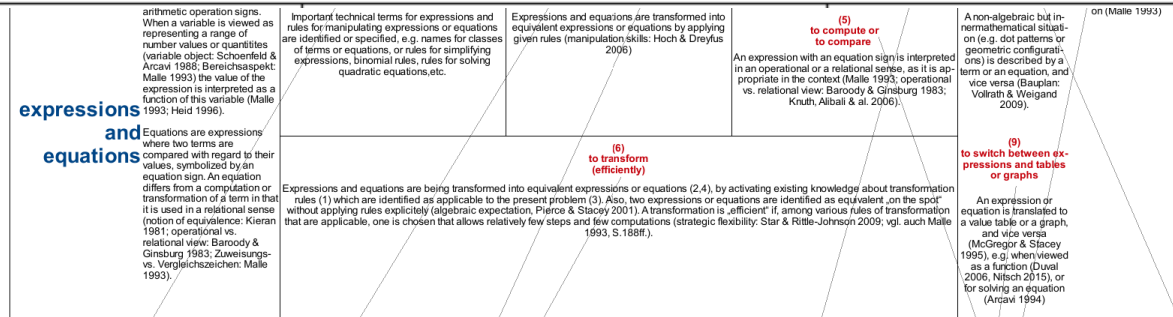 expressions
and
equations
arithmetic operation signs.
When a variable is viewed as
representing a range of
number values or quantitites
(variable object: Schoenfeld &
Arcavi 1988; Bereichsaspekt:
Malle 1993) the value of the
expression is interpreted as a
function of this variable (Malle
1993; Heid 1996).
Equations are expressions
where two terms are
compared with regard to their
values, symbolized by an
equation sign. An equation
differs from a computation or
transformation of a term in that
it is used in a relational sense
(notion of equivalence: Kieran
1981; operational vs.
relational view: Baroody &
Ginsburg 1983; Zuweisungs-
vs. Vergleichszeichen: Malle
1993).
Important technical terms for expressions and
rules for manipulating expressions or equations
are identified or specified, e.g. names for classes
of terms or equations, or rules for simplifying
expressions, binomial rules, rules for solving
quadratic equations,etc.
Expressions and equations are transformed into
equivalent expressions or equations by applying
given rules (manipulation skills: Hoch & Dreyfus
2006)
(5)
to compute or
to compare
An expression with an equation sign is interpreted
in an operational or a relational sense, as it is ap-
propriate in the context (Malle 1993; operational
vs. relational view: Baroody & Ginsburg 1983;
Knuth, Alibali & al. 2006).
(6)
to transform
(efficiently)
Expressions and equations are being transformed into equivalent expressions or equations (2,4), by activating existing knowledge about transformation
rules (1) which are identified as applicable to the present problem (3). Also, two expressions or equations are identified as equivalent „on the spot“
without applying rules explicitly (algebraic expectation, Pierce & Stacey 2001). A transformation is „efficient“ if, among various rules of transformation
that are applicable, one is chosen that allows relatively few steps and few computations (strategic flexibility: Star & Rittle-Johnson 2009; vgl. auch Malle
1993, S.188ff.).
A non-algebraic but in-
nermathematical situati-
on (e.g. dot patterns or
geometric configurati-
ons) is described by a
term or an equation, and
vice versa (Bauplan:
Vollrath & Weigand
2009).
(9)
to switch between ex-
pressions and tables
or graphs
An expression or
equation is translated to
a value table or a graph,
and vice versa
(McGregor & Stacey
1995), e.g. when viewed
as a function (Duval
2006, Nitsch 2015), or
for solving an equation
(Arcavi 1994)
on (Malle 1993)